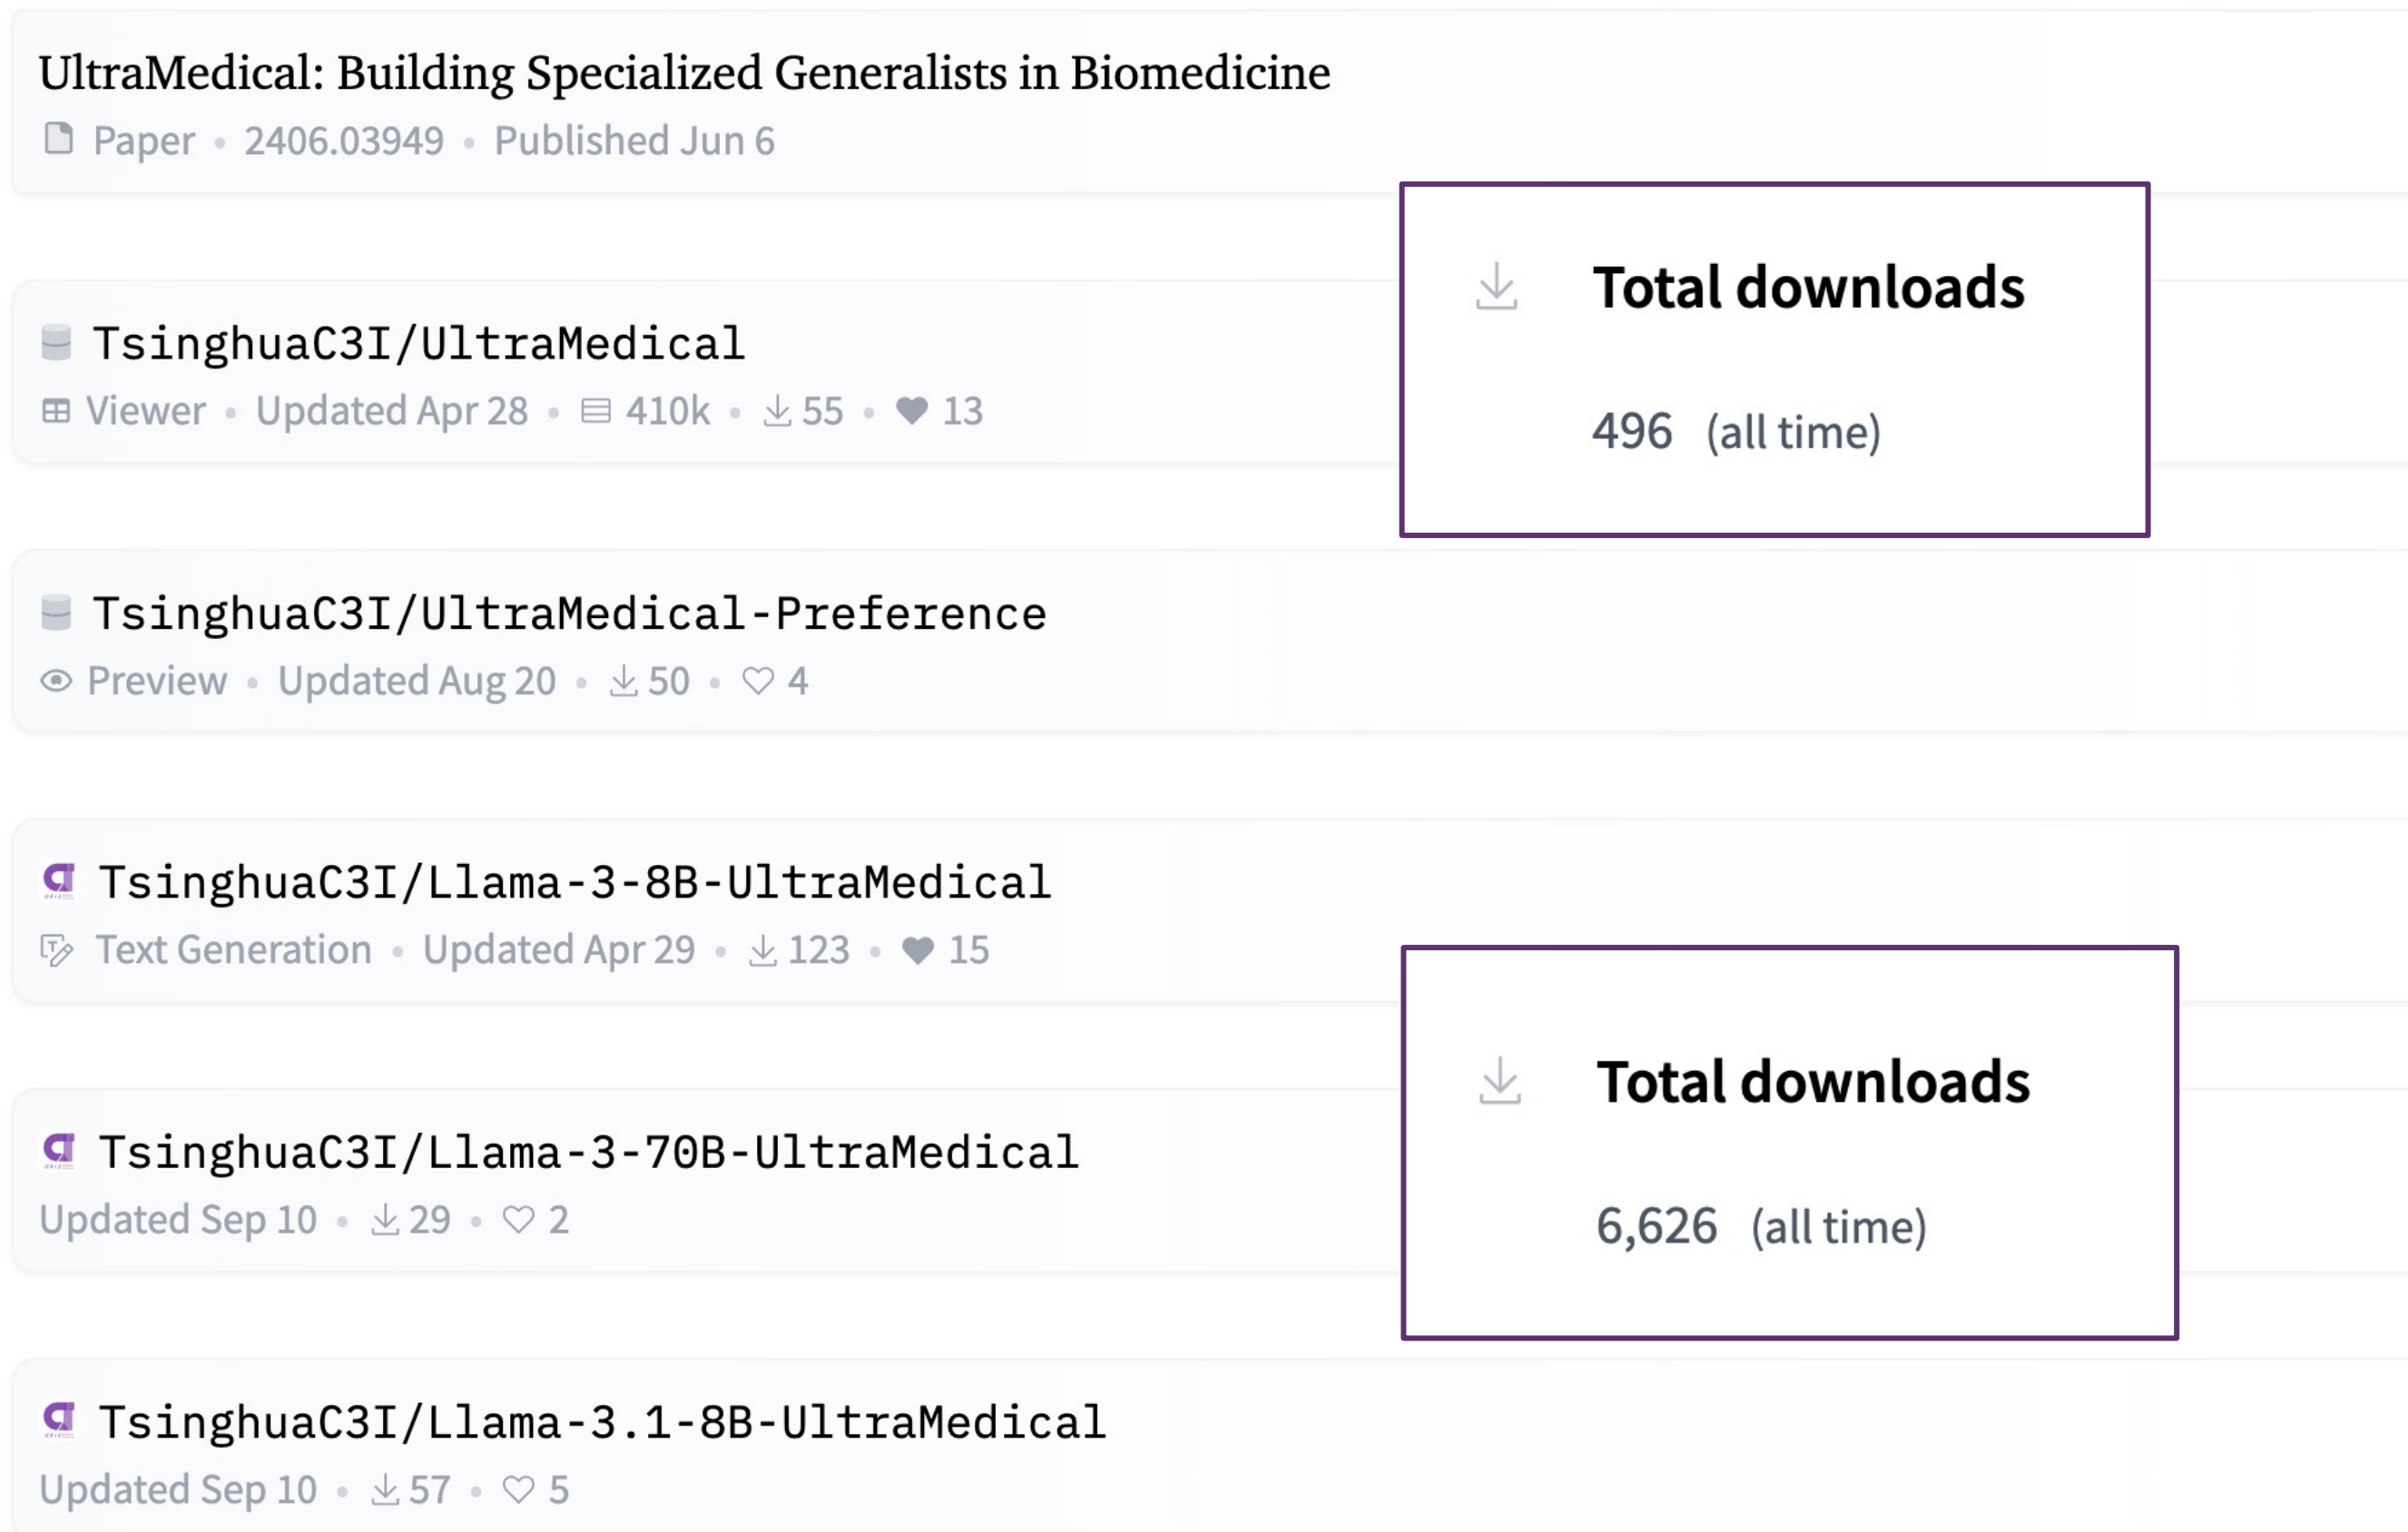 UltraMedical: Building Specialized Generalists in Biomedicine
Paper • 2406.03949 • Published Jun 6
TsinghuaC3I/UltraMedical
Viewer • Updated Apr 28 • 410k • 55 • 13
Total downloads
496 (all time)
TsinghuaC3I/UltraMedical-Preference
Preview • Updated Aug 20 • 50 • 4
TsinghuaC3I/Llama-3-8B-UltraMedical
Text Generation • Updated Apr 29 • 123 • 15
TsinghuaC3I/Llama-3-70B-UltraMedical
Updated Sep 10 • 29 • 2
Total downloads
6,626 (all time)
TsinghuaC3I/Llama-3.1-8B-UltraMedical
Updated Sep 10 • 57 • 5